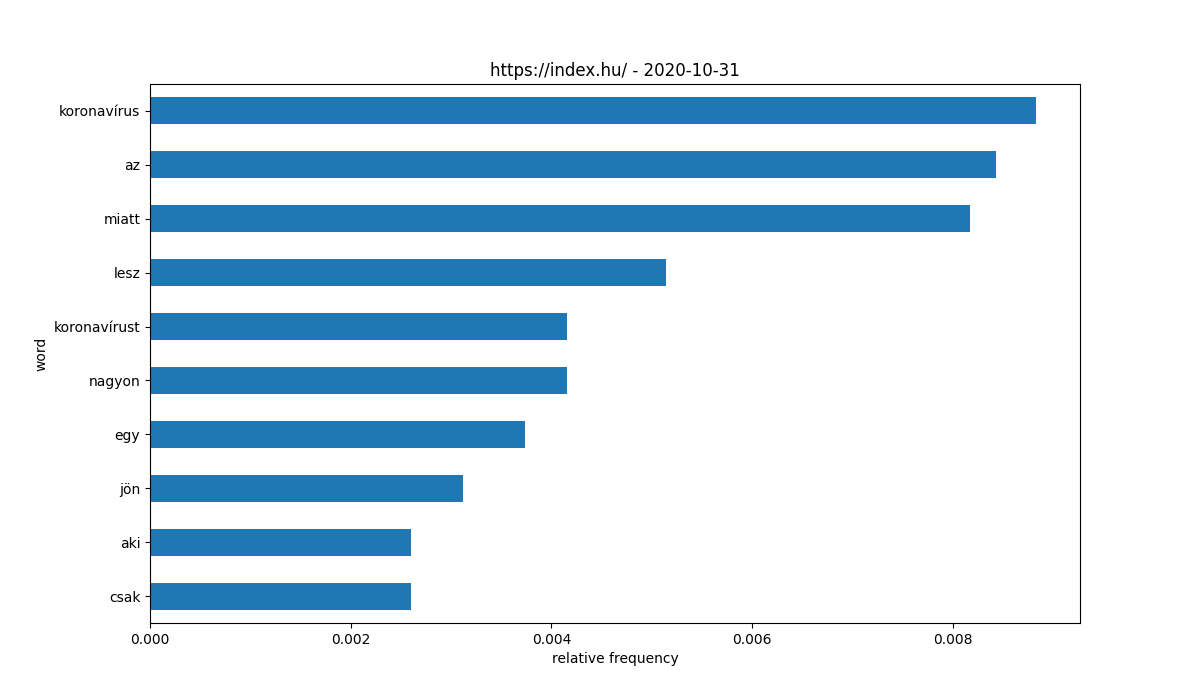 https://index.hu/ - 2020-10-31
koronavírus
az
miatt
lesz
koronavírust
nagyon
egy
jön
aki
csak
word
0.000 0.002 0.004 0.006 0.008
relative frequency